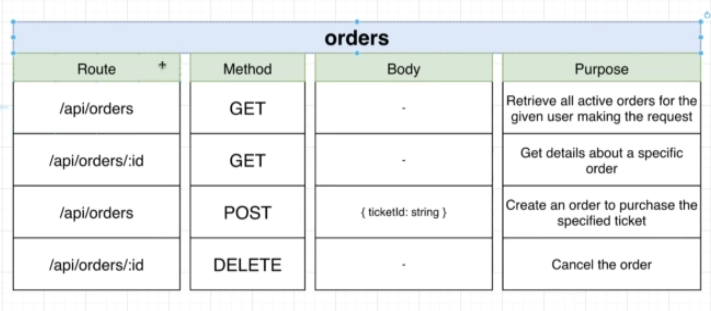 orders
Route Method Body Purpose
/api/orders GET - Retrieve all active orders for the
given user making the request
/api/orders/:id GET - Get details about a specific
order
/api/orders POST { ticketId: string } Create an order to purchase the
specified ticket
/api/orders/:id DELETE - Cancel the order